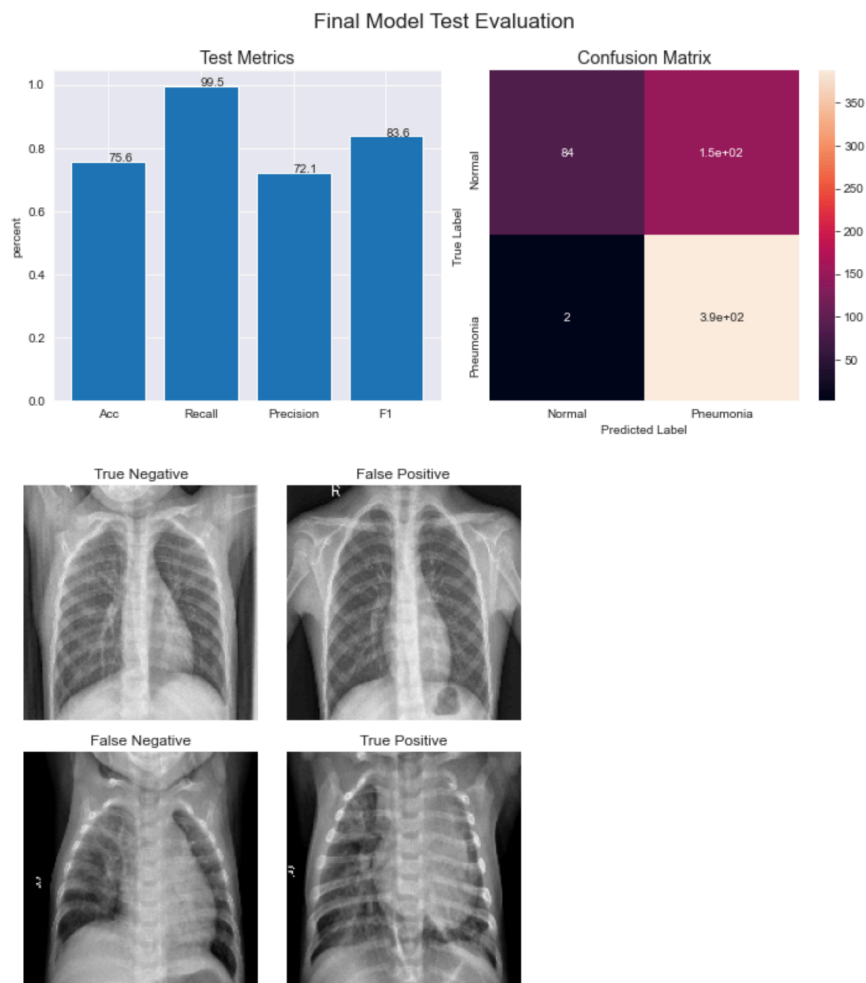 Final Model Test Evaluation
Test Metrics
1.0
0.8
0.6
0.4
0.2
0.0
percent
75.6
99.5
72.1
83.6
Acc Recall Precision F1
Confusion Matrix
True Label
Normal
Pneumonia
84 1.5e+02
2 3.9e+02
Normal Pneumonia
Predicted Label
350
300
250
200
150
100
50
True Negative
False Positive
R
False Negative
True Positive